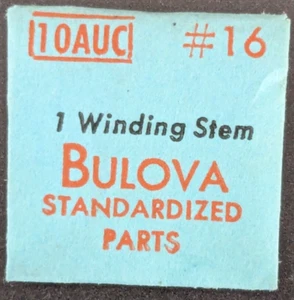 10AUC #16
1 Winding Stem
BULOVA
STANDARDIZED
PARTS